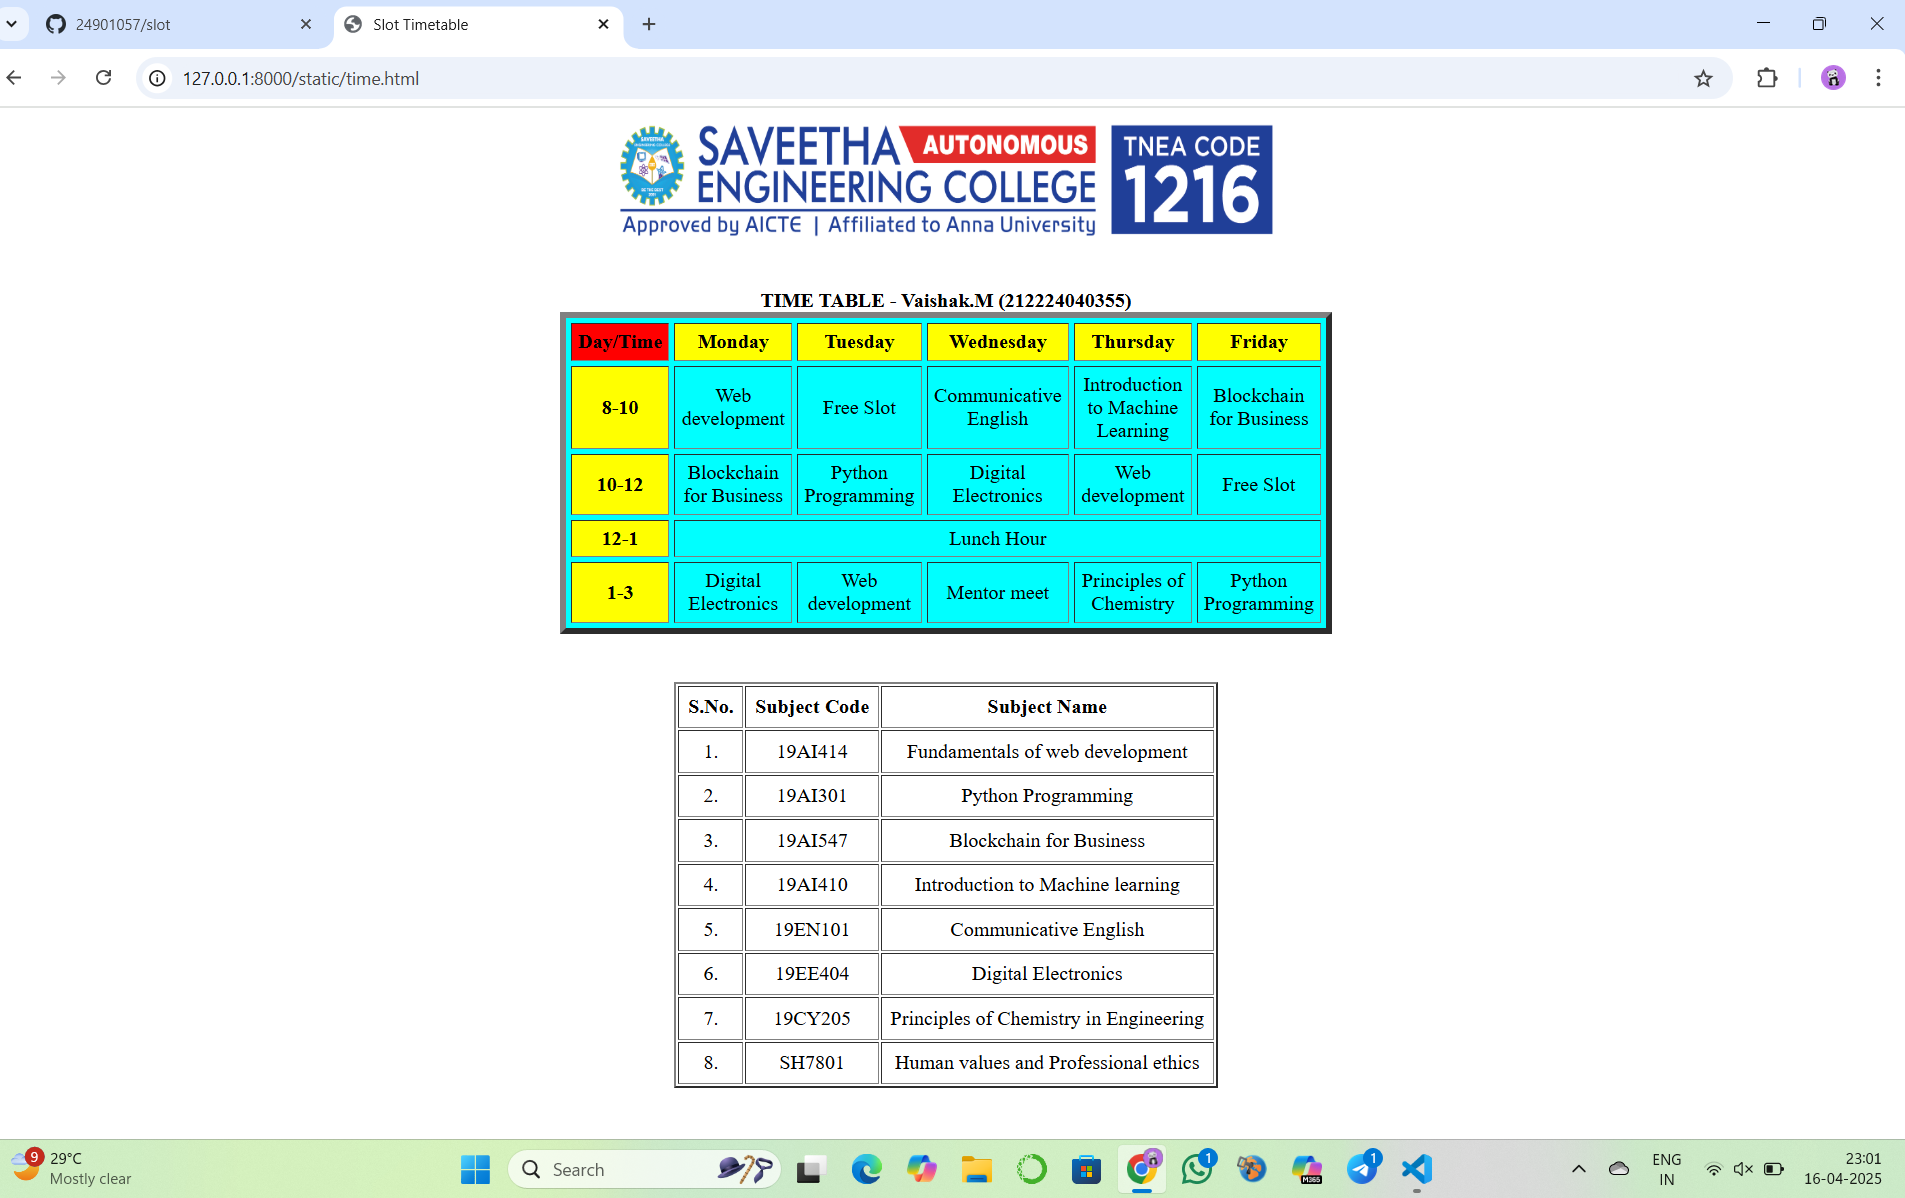 24901057/slot
Slot Timetable
127.0.0.1:8000/static/time.html
SAVEETHA AUTONOMOUS
ENGINEERING COLLEGE
Approved by AICTE | Affiliated to Anna University
TNEA CODE
1216
TIME TABLE - Vaishak.M (212224040355)
Day/Time Monday Tuesday Wednesday Thursday Friday
8-10 Web development Free Slot Communicative English Introduction to Machine Learning Blockchain for Business
10-12 Blockchain for Business Python Programming Digital Electronics Web development Free Slot
12-1 Lunch Hour
1-3 Digital Electronics Web development Mentor meet Principles of Chemistry Python Programming
S.No. Subject Code Subject Name
1. 19AI414 Fundamentals of web development
2. 19AI301 Python Programming
3. 19AI547 Blockchain for Business
4. 19AI410 Introduction to Machine learning
5. 19EN101 Communicative English
6. 19EE404 Digital Electronics
7. 19CY205 Principles of Chemistry in Engineering
8. SH7801 Human values and Professional ethics
9
29°C
Mostly clear
Search
M365
1
1
ENG
IN
23:01
16-04-2025